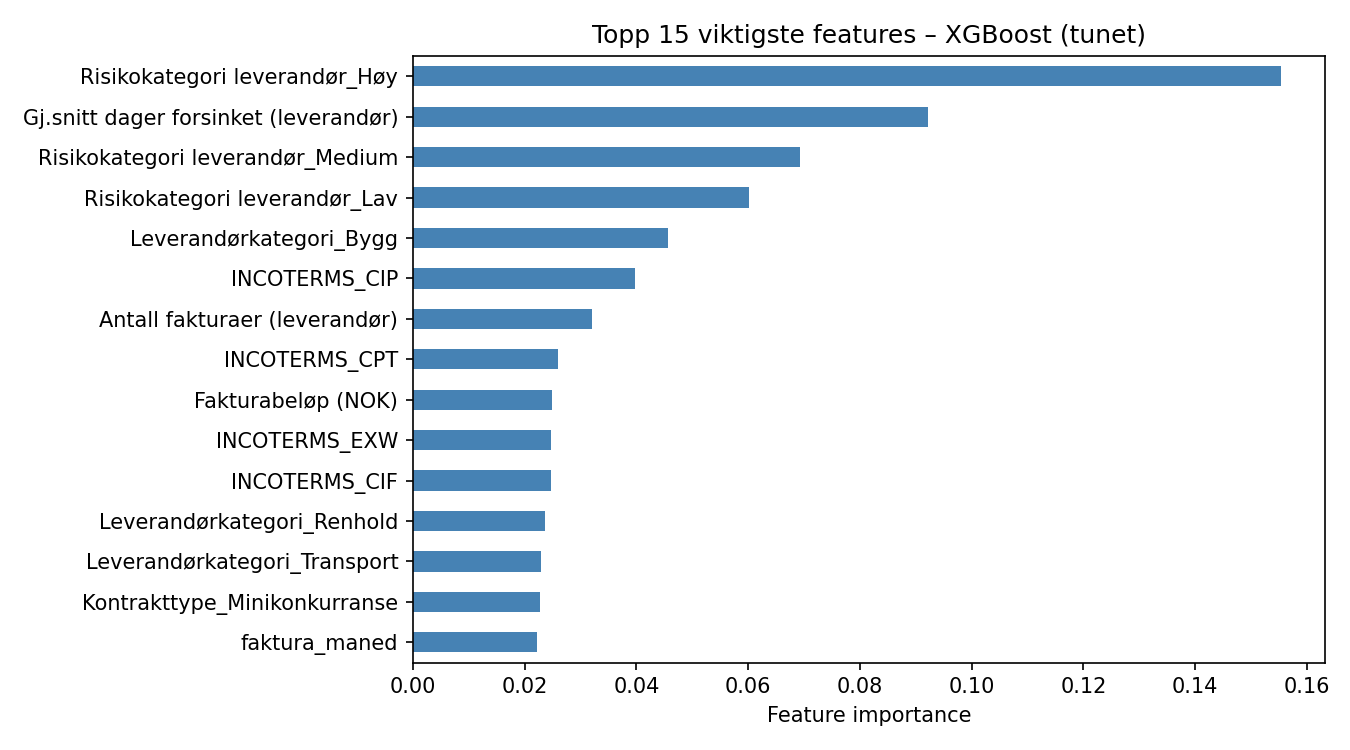 Topp 15 viktigste features – XGBoost (tunet)
Risikokategori leverandør_Høy
Gj.snitt dager forsinket (leverandør)
Risikokategori leverandør_Medium
Risikokategori leverandør_Lav
Leverandørkategori_Bygg
INCOTERMS_CIP
Antall fakturaer (leverandør)
INCOTERMS_CPT
Fakturabeløp (NOK)
INCOTERMS_EXW
INCOTERMS_CIF
Leverandørkategori_Renhold
Leverandørkategori_Transport
Kontrakttype_Minikonkurranse
faktura_maned
0.00 0.02 0.04 0.06 0.08 0.10 0.12 0.14 0.16
Feature importance